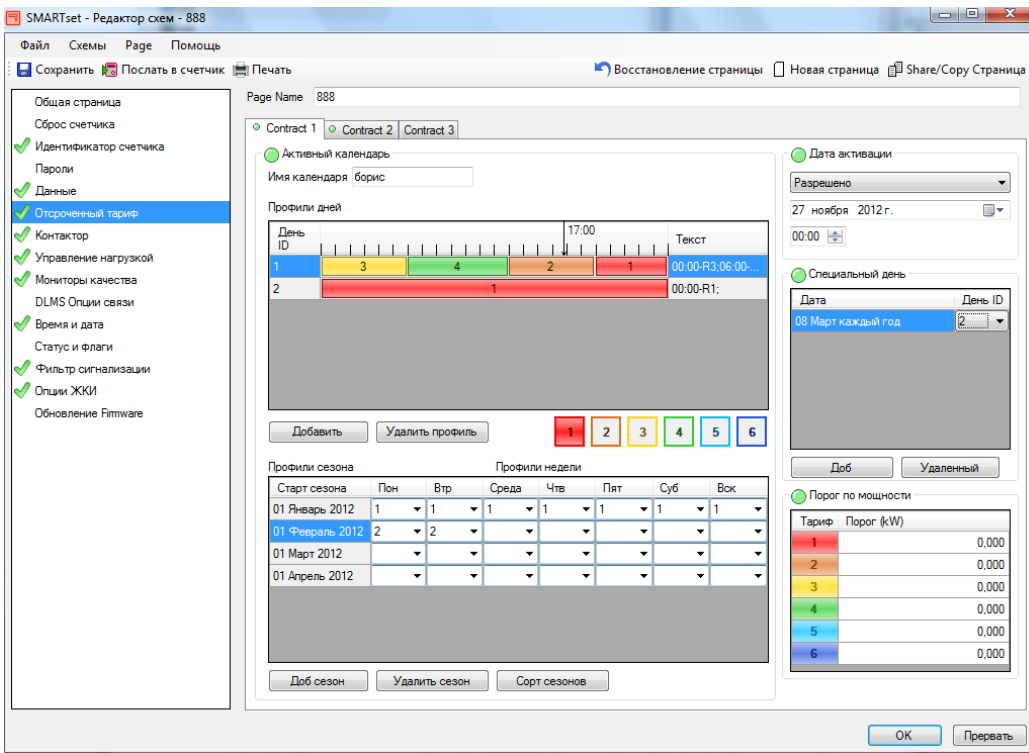 SMARTset - Редактор схем - 888
Файл Схемы Page Помощь
Сохранить Послать в счетчик Печать Восстановление страницы Новая страница Share/Copy Страница
Общая страница
Сброс счетчика
Идентификатор счетчика
Пароли
Данные
Отсроченный тариф
Контактор
Управление нагрузкой
Мониторы качества
DLMS Опции связи
Время и дата
Статус и флаги
Фильтр сигнализации
Опции ЖКИ
Обновление Firmware
Page Name 888
Contract 1 Contract 2 Contract 3
Активный календарь
Имя календаря борис
Профили дней
День ID 17:00 Текст
1 3 4 2 1 00:00-R3;06:00-...
2 1 00:00-R1;
Добавить Удалить профиль 1 2 3 4 5 6
Профили сезона Профили недели
Старт сезона Пон Втр Среда Чтв Пят Суб Вск
01 Январь 2012 1 1 1 1 1 1 1
01 Февраль 2012 2 2
01 Март 2012
01 Апрель 2012
Доб сезон Удалить сезон Сорт сезонов
Дата активации
Разрешено
27 ноября 2012 г.
00:00
Специальный день
Дата День ID
08 Март каждый год 2
Доб Удаленный
Порог по мощности
Тариф Порог (kW)
1 0,000
2 0,000
3 0,000
4 0,000
5 0,000
6 0,000
OK Прервать